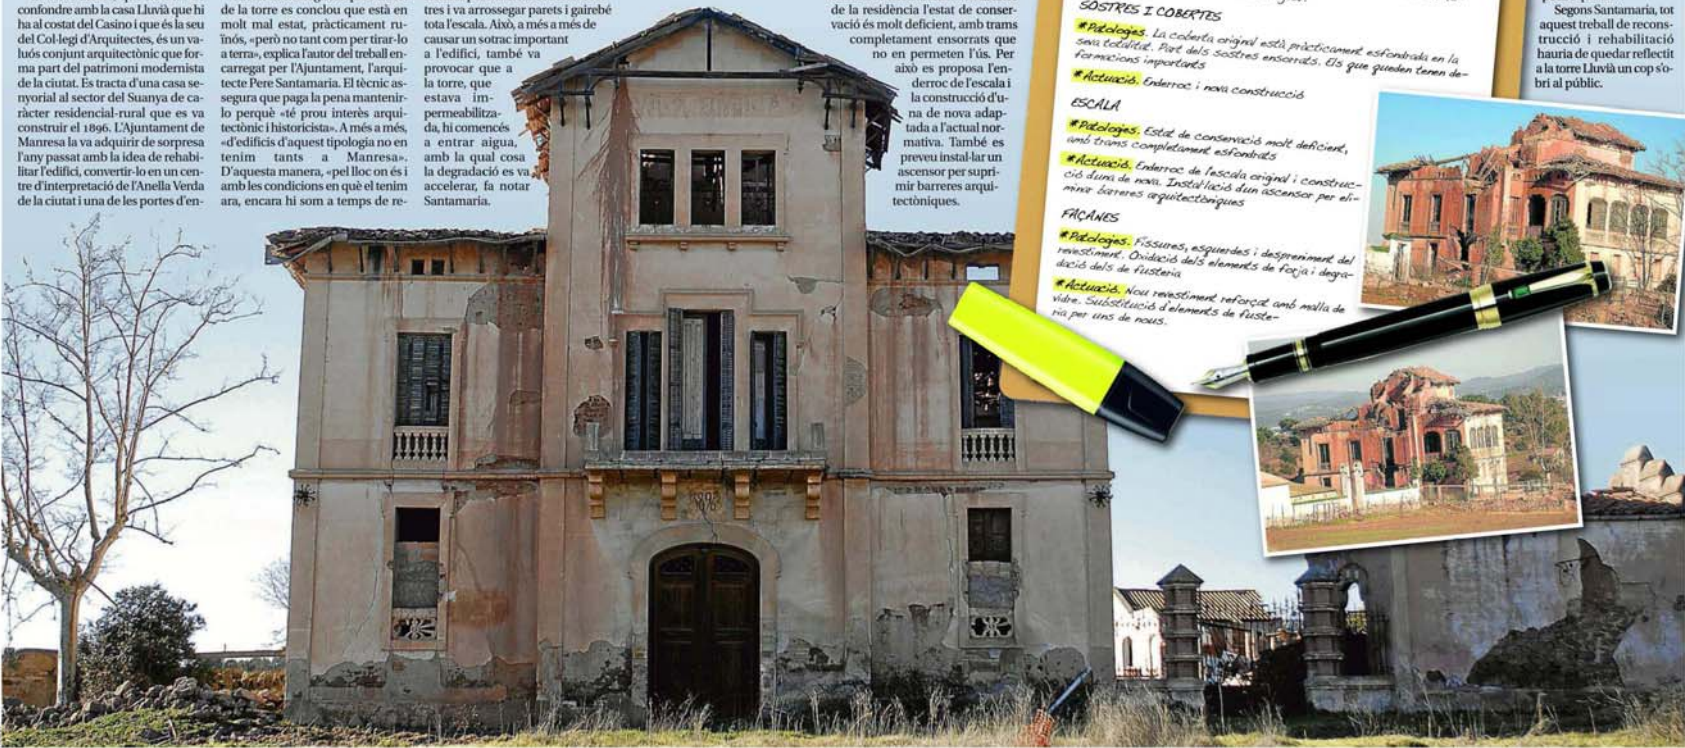 confondre amb la casa Lluvià que hi
ha al costat del Casino i que és la seu
del Col·legi d'Arquitectes, és un va-
luós conjunt arquitectònic que for-
ma part del patrimoni modernista
de la ciutat. Es tracta d'una casa se-
nyorial al sector del Suanya de ca-
ràcter residencial-rural que es va
construir el 1896. L'Ajuntament de
Manresa la va adquirir de sorpresa
l'any passat amb la idea de rehabi-
litar l'edifici, convertir-lo en un cen-
tre d'interpretació de l'Anella Verda
de la ciutat i una de les portes d'en-
de la torre es conclou que està en
molt mal estat, pràcticament ru-
ïnós, «però no tant com per tirar-lo
a terra», explica l'autor del treball en-
carregat per l'Ajuntament, l'arqui-
tecte Pere Santamaria. El tècnic as-
segura que paga la pena mantenir-
lo perquè «té prou interès arqui-
tectònic i historicista». A més a més,
«d'edificis d'aquest tipologia no en
tenim tants a Manresa».
D'aquesta manera, «pel lloc on és i
amb les condicions en què el tenim
ara, encara hi som a temps de re-
tres i va arrossegar parets i gairebé
tota l'escala. Això, a més a més de
causar un sotrac important
a l'edifici, també va
provocar que a
la torre, que
estava im-
permeabilitza-
da, hi comencés
a entrar aigua,
amb la qual cosa
la degradació es va
accelerar, fa notar
Santamaria.
de la residència l'estat de conser-
vació és molt deficient, amb trams
completament ensorrats que
no en permeten l'ús. Per
això es proposa l'en-
derroc de l'escala i
la construcció d'u-
na de nova adap-
tada a l'actual nor-
mativa. També es
preveu instal·lar un
ascensor per supri-
mir barreres arqui-
tectòniques.
SOSTRES I COBERTES
*Patologies. La coberta original està pràcticament esfondrada en la
seva totalitat. Part dels sostres ensorrats. Els que queden tenen de-
formacions importants
*Actuació. Enderroc i nova construcció
ESCALA
*Patologies. Estat de conservació molt deficient,
amb trams completament esfondrats
*Actuació. Enderroc de l'escala original i construc-
ció d'una de nova. Instal·lació d'un ascensor per eli-
minar barreres arquitectòniques
FAÇANES
*Patologies. Fissures, esquerdes i despreniment del
revestiment. Oxidació dels elements de forja i degra-
dació dels de fusteria
*Actuació. Nou revestiment reforçat amb malla de
vidre. Substitució d'elements de fuste-
ria per uns de nous.
Segons Santamaria, tot
aquest treball de recons-
trucció i rehabilitació
hauria de quedar reflectit
a la torre Lluvià un cop s'o-
bri al públic.